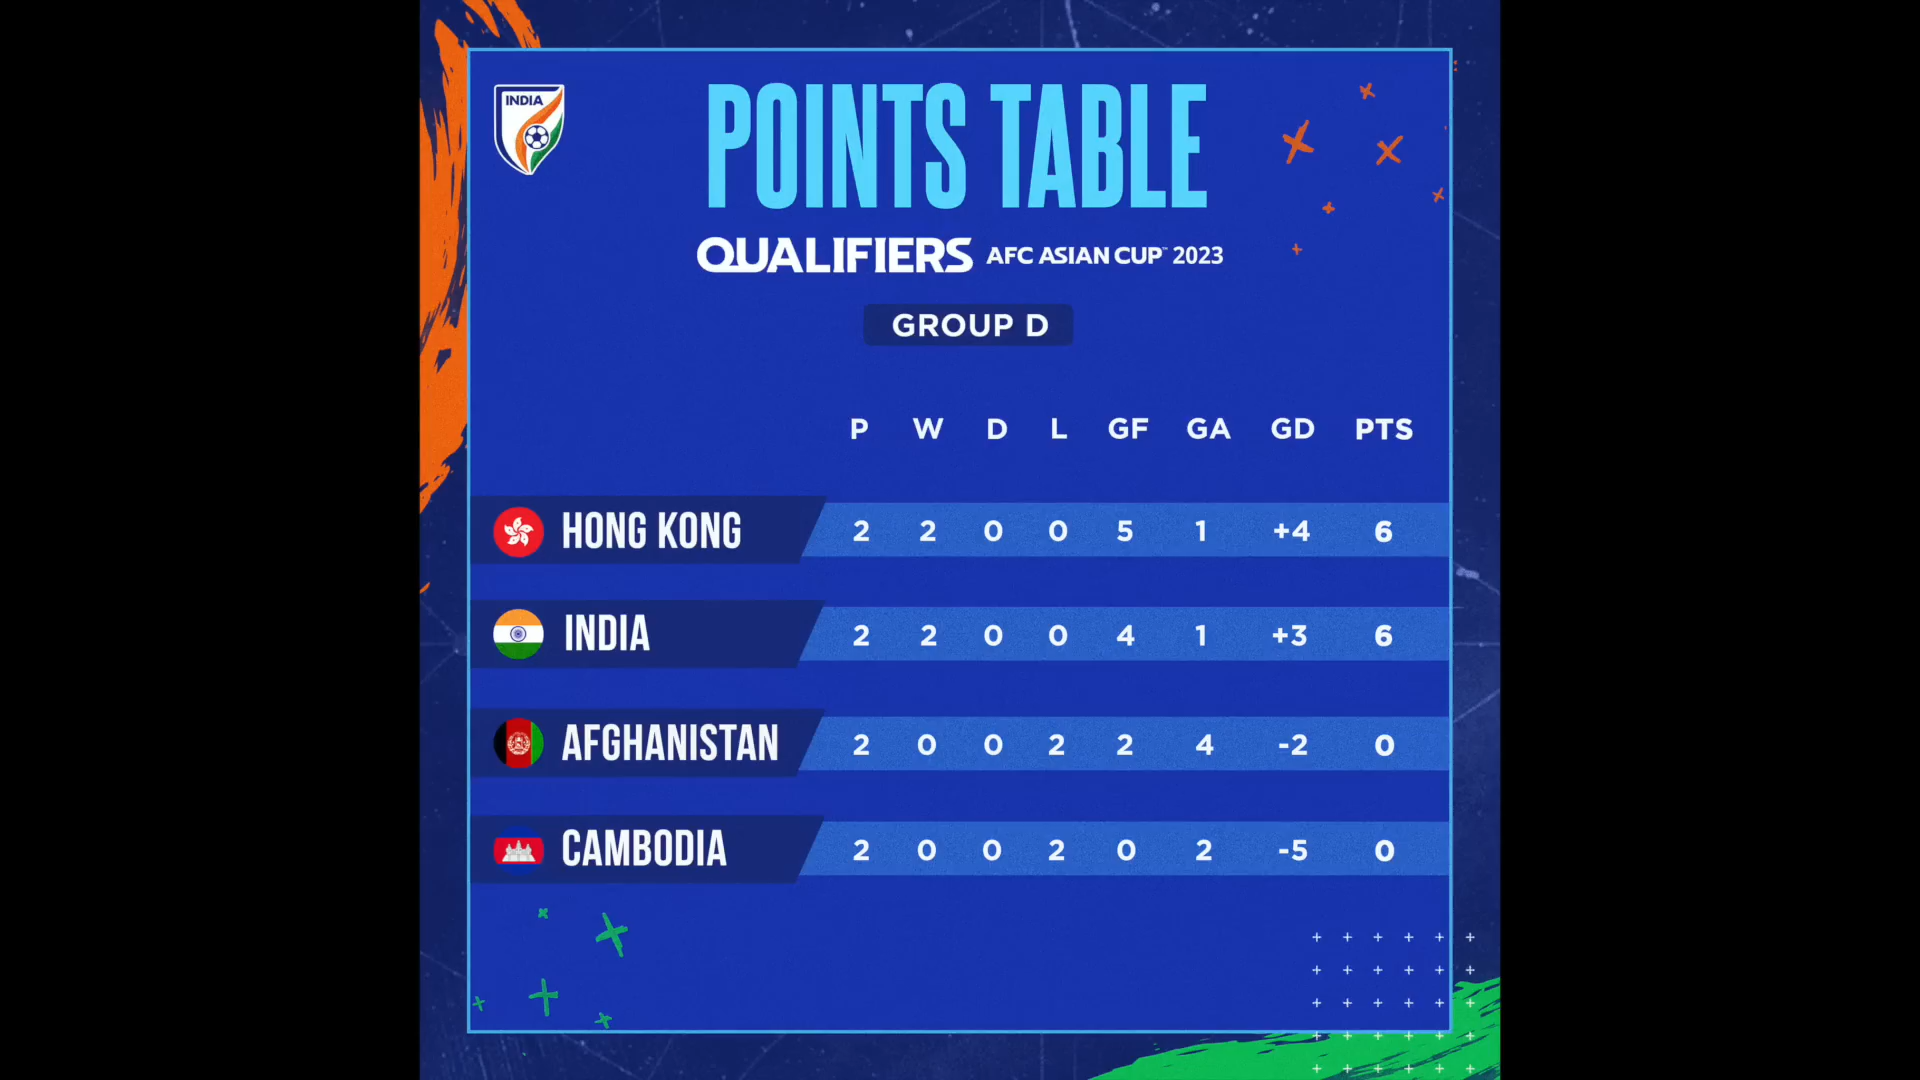 INDIA
POINTS TABLE
QUALIFIERS AFC ASIAN CUP™ 2023
GROUP D
P W D L GF GA GD PTS
HONG KONG 2 2 0 0 5 1 +4 6
INDIA 2 2 0 0 4 1 +3 6
AFGHANISTAN 2 0 0 2 2 4 -2 0
CAMBODIA 2 0 0 2 0 2 -5 0